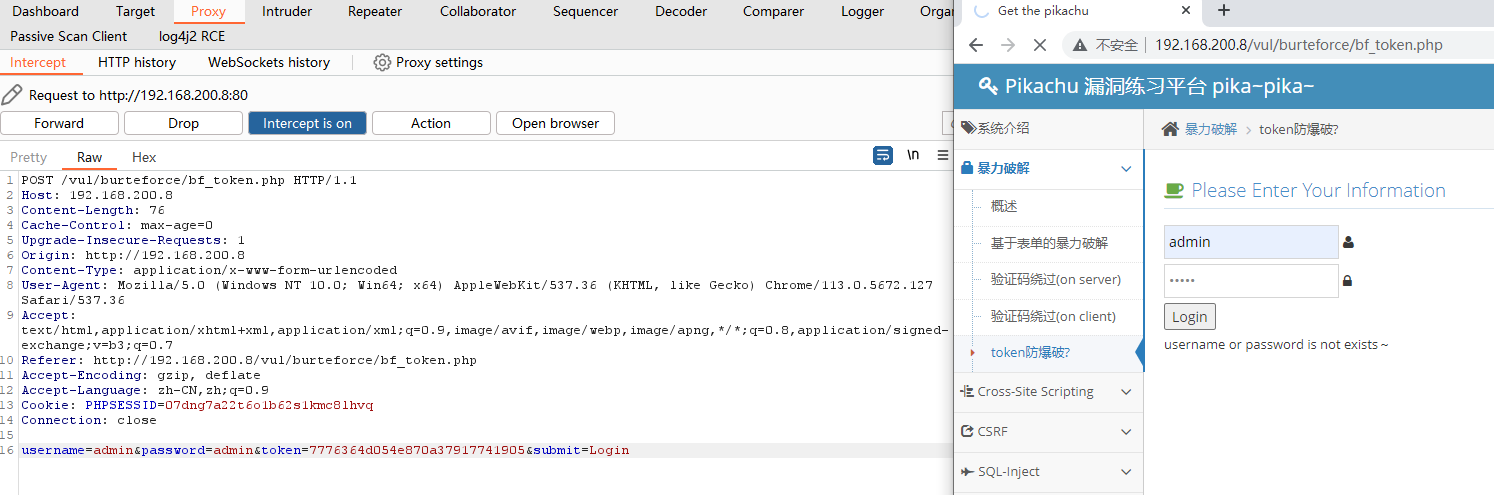 Dashboard Target Proxy Intruder Repeater Collaborator Sequencer Decoder Comparer Logger Organ
Passive Scan Client log4j2 RCE
Intercept HTTP history WebSockets history Proxy settings
Request to http://192.168.200.8:80
Forward Drop Intercept is on Action Open browser
Pretty Raw Hex \n
1 POST /vul/burteforce/bf_token.php HTTP/1.1
2 Host: 192.168.200.8
3 Content-Length: 76
4 Cache-Control: max-age=0
5 Upgrade-Insecure-Requests: 1
6 Origin: http://192.168.200.8
7 Content-Type: application/x-www-form-urlencoded
8 User-Agent: Mozilla/5.0 (Windows NT 10.0; Win64; x64) AppleWebKit/537.36 (KHTML, like Gecko) Chrome/113.0.5672.127
Safari/537.36
9 Accept:
text/html,application/xhtml+xml,application/xml;q=0.9,image/avif,image/webp,image/apng,*/*;q=0.8,application/signed-
exchange;v=b3;q=0.7
10 Referer: http://192.168.200.8/vul/burteforce/bf_token.php
11 Accept-Encoding: gzip, deflate
12 Accept-Language: zh-CN,zh;q=0.9
13 Cookie: PHPSESSID=07dng7a22t6o1b62s1kmc8lhvq
14 Connection: close
15
16 username=admin&password=admin&token=7776364d054e870a37917741905&submit=Login
Get the pikachu
不安全 192.168.200.8/vul/burteforce/bf_token.php
Pikachu 漏洞练习平台 pika~pika~
系统介绍
暴力破解
概述
基于表单的暴力破解
验证码绕过(on server)
验证码绕过(on client)
token防爆破?
Cross-Site Scripting
CSRF
SQL-Inject
暴力破解 > token防爆破?
Please Enter Your Information
admin
•••••
Login
username or password is not exists～